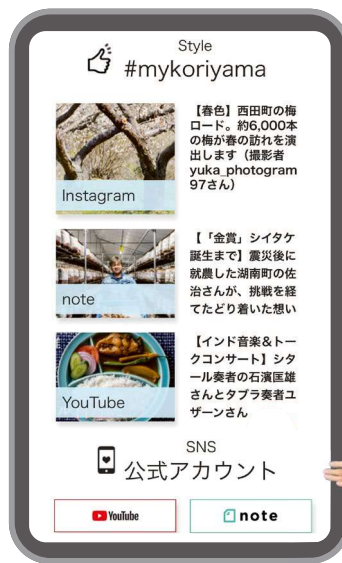 Style
#mykoriyama
Instagram
【春色】西田町の梅
ロード。約6,000本
の梅が春の訪れを演
出します（撮影者
yuka_photogram
97さん）
note
【「金賞」シイタケ
誕生まで】震災後に
就農した湖南町の佐
治さんが、挑戦を経
てたどり着いた想い
YouTube
【インド音楽&トー
クコンサート】シタ
ール奏者の石濱匡雄
さんとタブラ奏者ユ
ザーンさん
SNS
公式アカウント
YouTube
note